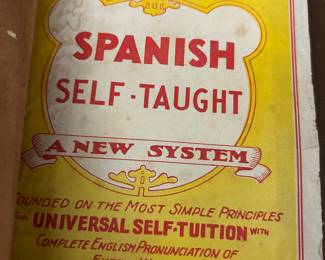 SPANISH
SELF-TAUGHT
A NEW SYSTEM
FOUNDED ON THE MOST SIMPLE PRINCIPLES
FOR UNIVERSAL SELF-TUITION WITH
COMPLETE ENGLISH PRONUNCIATION OF